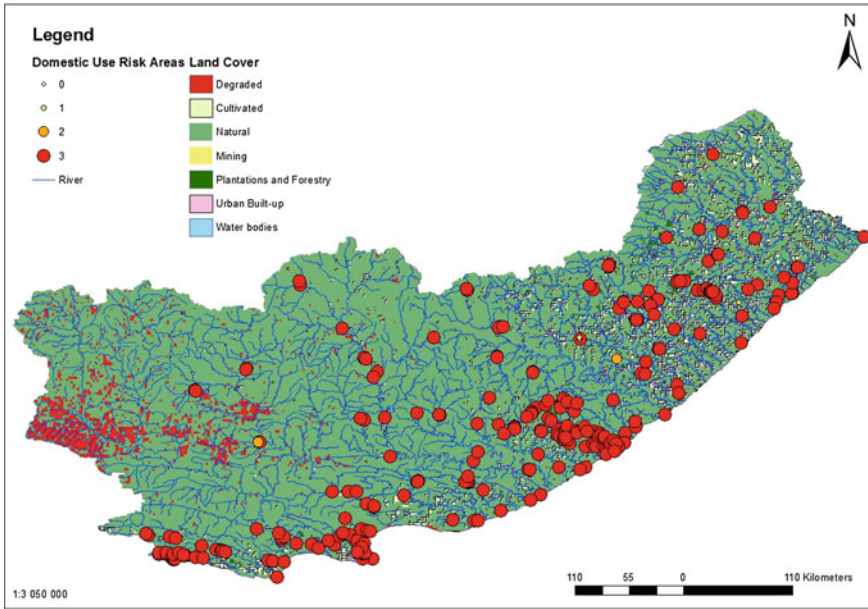 Legend
Domestic Use Risk Areas Land Cover
0 Degraded
1 Cultivated
2 Natural
3 Mining
River Plantations and Forestry
Urban Built-up
Water bodies
N
1:3 050 000
110 55 0 110 Kilometers